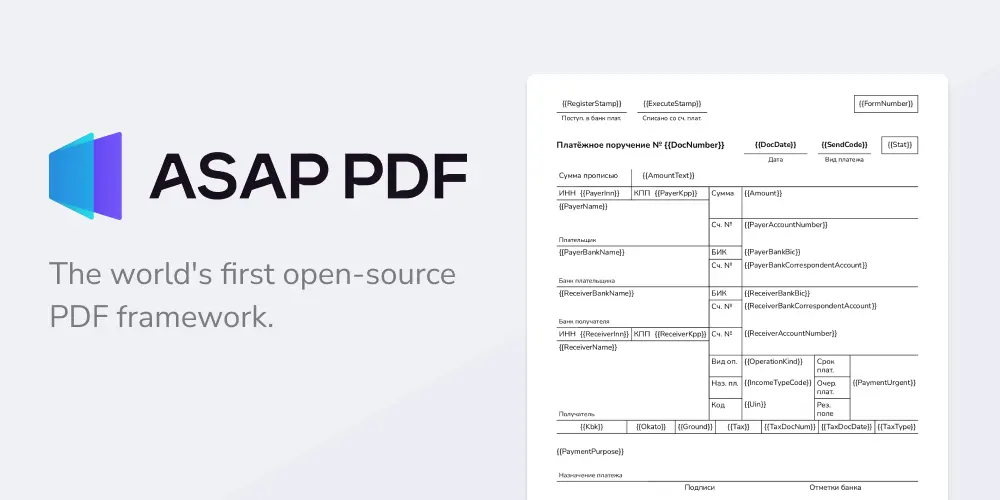 ASAP PDF
The world's first open-source
PDF framework.
{{RegisterStamp}} {{ExecuteStamp}} {{FormNumber}}
Поступ. в банк плат. Списано со сч. плат.
Платёжное поручение № {{DocNumber}} {{DocDate}} {{SendCode}} {{Stat}}
Дата Вид платежа
Сумма прописью {{AmountText}}
ИНН {{PayerInn}} КПП {{PayerKpp}} Сумма {{Amount}}
{{PayerName}}
Сч. № {{PayerAccountNumber}}
Плательщик
{{PayerBankName}} БИК {{PayerBankBic}}
Сч. № {{PayerBankCorrespondentAccount}}
Банк плательщика
{{ReceiverBankName}} БИК {{ReceiverBankBic}}
Сч. № {{ReceiverBankCorrespondentAccount}}
Банк получателя
ИНН {{ReceiverInn}} КПП {{ReceiverKpp}} Сч. № {{ReceiverAccountNumber}}
{{ReceiverName}}
Вид оп. {{OperationKind}} Срок
плат.
Наз. пл. {{IncomeTypeCode}} Очер. {{PaymentUrgent}}
плат.
Код {{Uin}} Рез.
поле
Получатель
{{Kbk}} {{Okato}} {{Ground}} {{Tax}} {{TaxDocNum}} {{TaxDocDate}} {{TaxType}}
{{PaymentPurpose}}
Назначение платежа
Подписи Отметки банка